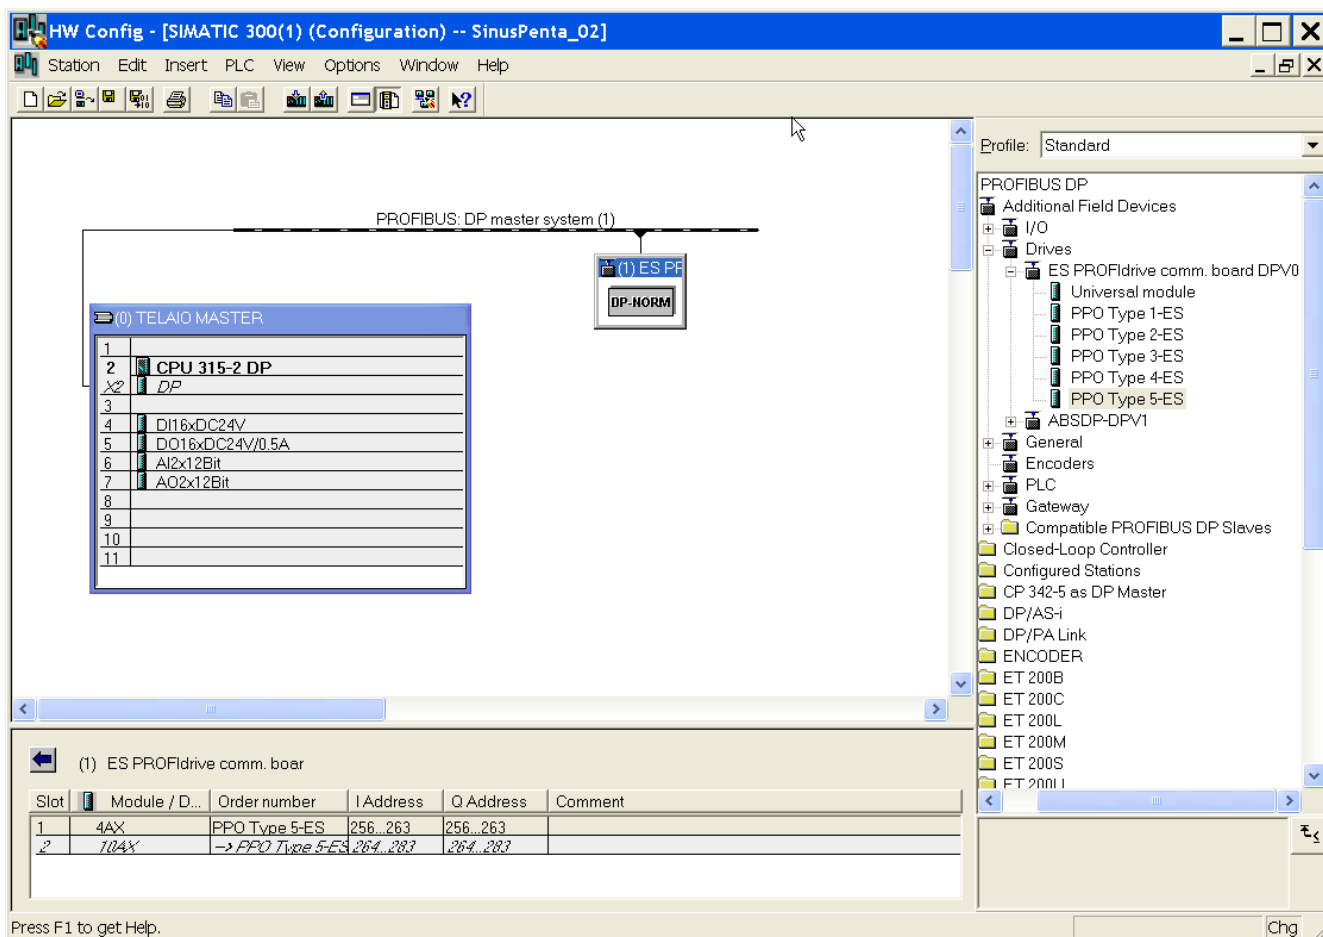 HW Config - [SIMATIC 300(1) (Configuration) -- SinusPenta_02]
Station Edit Insert PLC View Options Window Help
PROFIBUS: DP master system (1)
(1) ES PF
DP-NORM
(0) TELAIO MASTER
1
2 CPU 315-2 DP
X2 DP
3
4 DI16xDC24V
5 DO16xDC24V/0.5A
6 AI2x12Bit
7 AO2x12Bit
8
9
10
11
Profile: Standard
PROFIBUS DP
Additional Field Devices
I/O
Drives
ES PROFIdrive comm. board DPV0
Universal module
PPO Type 1-ES
PPO Type 2-ES
PPO Type 3-ES
PPO Type 4-ES
PPO Type 5-ES
ABSDP-DPV1
General
Encoders
PLC
Gateway
Compatible PROFIBUS DP Slaves
Closed-Loop Controller
Configured Stations
CP 342-5 as DP Master
DP/AS-i
DP/PA Link
ENCODER
ET 200B
ET 200C
ET 200L
ET 200M
ET 200S
ET 200U
(1) ES PROFIdrive comm. boar
Slot Module / D... Order number I Address Q Address Comment
1 4AX PPO Type 5-ES 256...263 256...263
2 10AX --> PPO Type 5-ES 264...283 264...283
Press F1 to get Help.
Chg